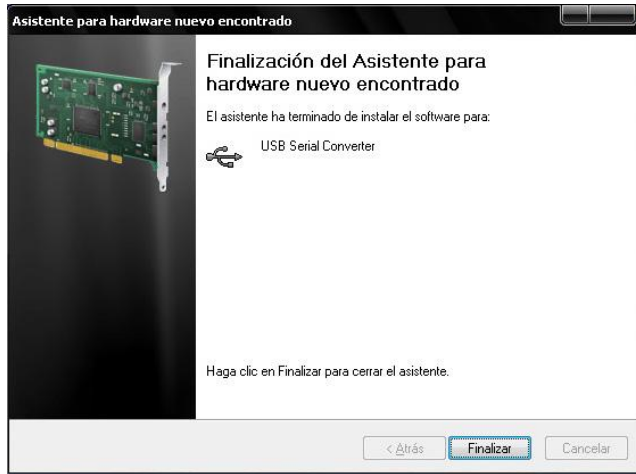 Asistente para hardware nuevo encontrado
Finalización del Asistente para
hardware nuevo encontrado
El asistente ha terminado de instalar el software para:
USB Serial Converter
Haga clic en Finalizar para cerrar el asistente.
< Atrás
Finalizar
Cancelar